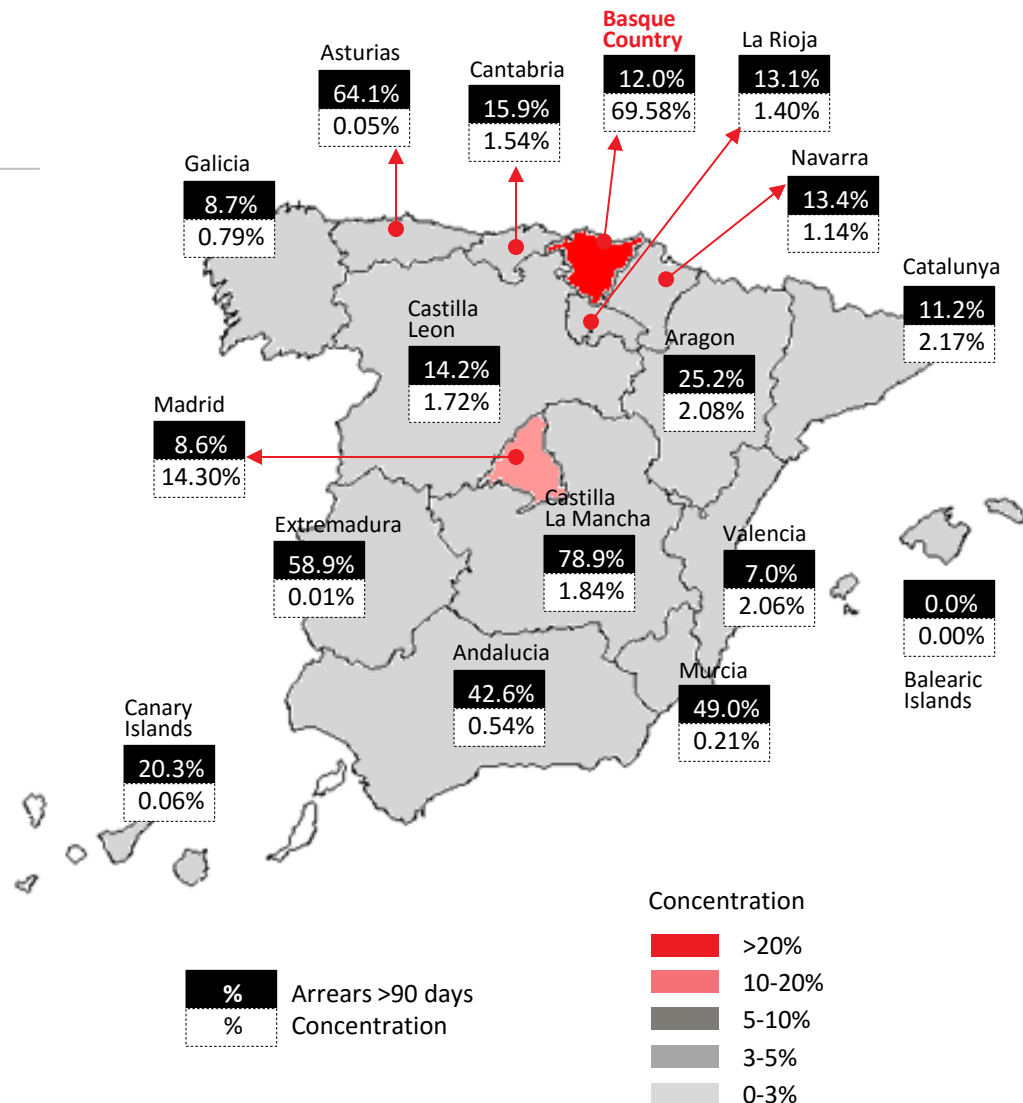 Basque
Country
12.0%
69.58%
La Rioja
13.1%
1.40%
Asturias
64.1%
0.05%
Cantabria
15.9%
1.54%
Navarra
13.4%
1.14%
Galicia
8.7%
0.79%
Catalunya
11.2%
2.17%
Castilla
Leon
14.2%
1.72%
Aragon
25.2%
2.08%
Madrid
8.6%
14.30%
Castilla
La Mancha
78.9%
1.84%
Extremadura
58.9%
0.01%
Valencia
7.0%
2.06%
0.0%
0.00%
Balearic
Islands
Andalucia
42.6%
0.54%
Murcia
49.0%
0.21%
Canary
Islands
20.3%
0.06%
% Arrears >90 days
% Concentration
Concentration
>20%
10-20%
5-10%
3-5%
0-3%